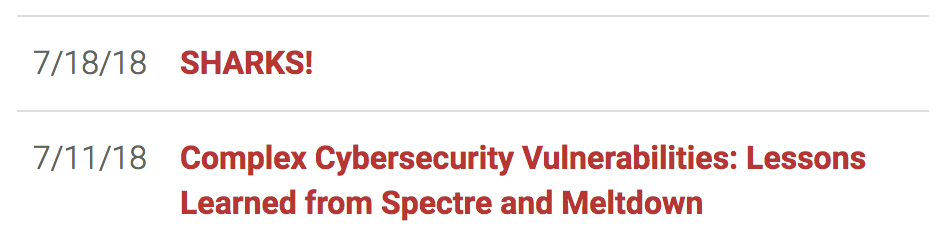 7/18/18 SHARKS!
7/11/18 Complex Cybersecurity Vulnerabilities: Lessons
Learned from Spectre and Meltdown